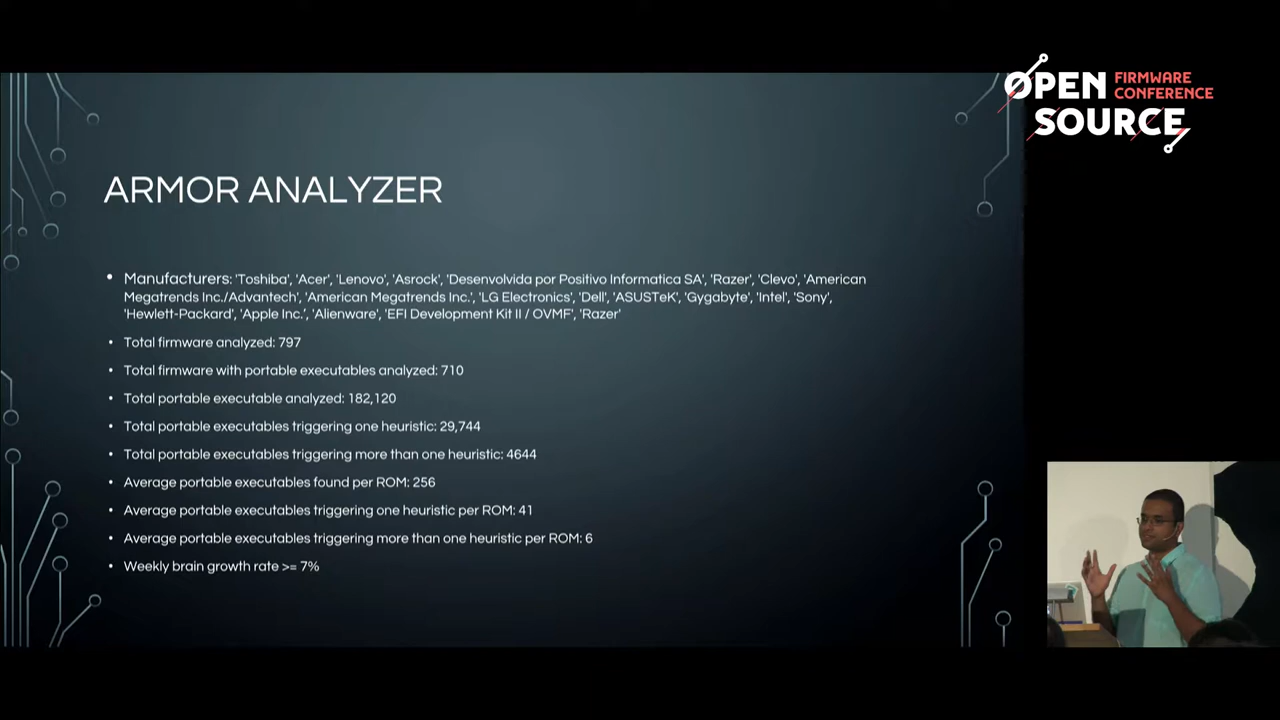 OPEN FIRMWARE
CONFERENCE
SOURCE
ARMOR ANALYZER
• Manufacturers: 'Toshiba', 'Acer', 'Lenovo', 'Asrock', 'Desenvolvida por Positivo Informatica SA', 'Razer', 'Clevo', 'American
Megatrends Inc./Advantech', 'American Megatrends Inc.', 'LG Electronics', 'Dell', 'ASUSTeK', 'Gygabyte', 'Intel', 'Sony',
'Hewlett-Packard', 'Apple Inc.', 'Alienware', 'EFI Development Kit II / OVMF', 'Razer'
• Total firmware analyzed: 797
• Total firmware with portable executables analyzed: 710
• Total portable executable analyzed: 182,120
• Total portable executables triggering one heuristic: 29,744
• Total portable executables triggering more than one heuristic: 4644
• Average portable executables found per ROM: 256
• Average portable executables triggering one heuristic per ROM: 41
• Average portable executables triggering more than one heuristic per ROM: 6
• Weekly brain growth rate >= 7%